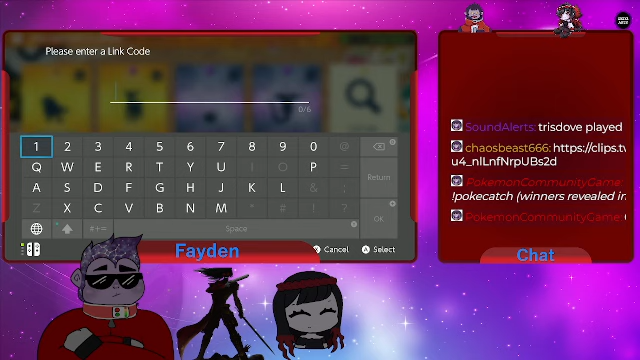 Please enter a Link Code
0/6
1 2 3 4 5 6 7 8 9 0 @
Q W E R T Y U I O P =
Return
A S D F G H J K L & ;
Z X C V B N M * # ! ?
OK
#+= Space
Cancel Select
Fayden
SoundAlerts: trisdove played
chaosbeast666: https://clips.tv
u4_nlLnfNrpUBs2d
PokemonCommunityGame:
!pokecatch (winners revealed in
PokemonCommunityGame
Chat